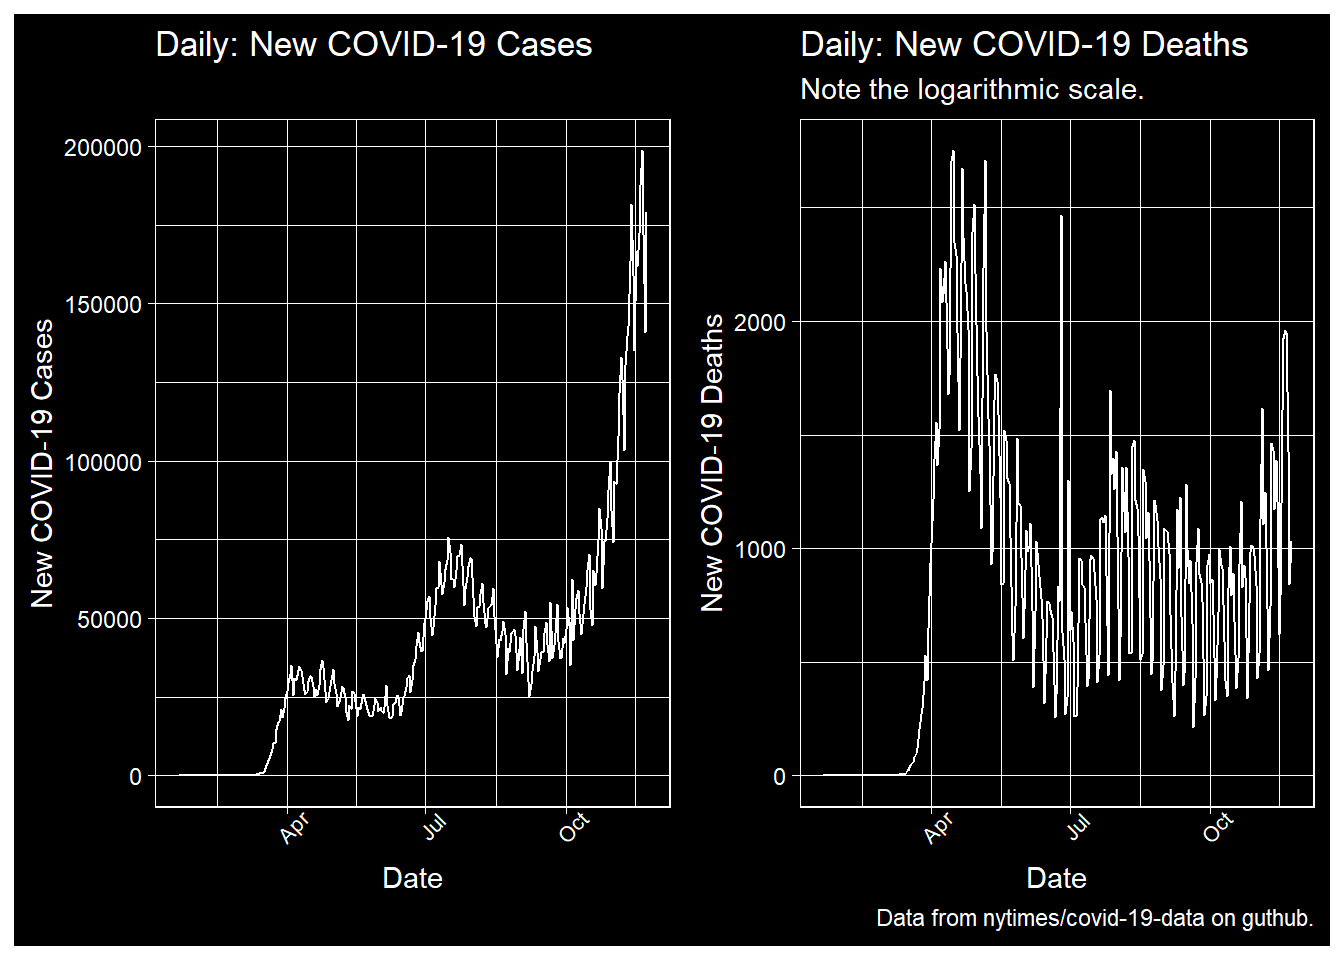 Daily: New COVID-19 Cases
New COVID-19 Cases
200000
150000
100000
50000
0
Apr
Jul
Oct
Date
Daily: New COVID-19 Deaths
Note the logarithmic scale.
New COVID-19 Deaths
2000
1000
0
Apr
Jul
Oct
Date
Data from nytimes/covid-19-data on guthub.